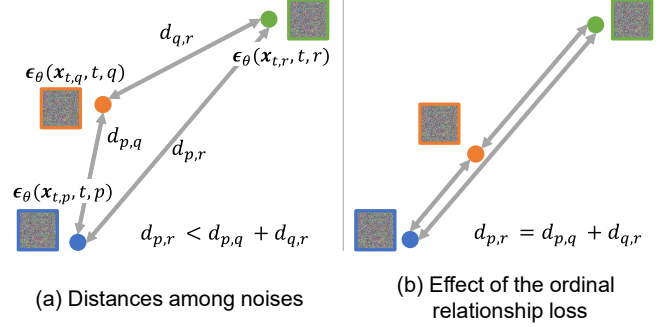 d_{q,r}
ϵ_θ(x_{t,r}, t, r)
ϵ_θ(x_{t,q}, t, q)
d_{p,q}
d_{p,r}
ϵ_θ(x_{t,p}, t, p)
d_{p,r} < d_{p,q} + d_{q,r}
(a) Distances among noises
d_{p,r} = d_{p,q} + d_{q,r}
(b) Effect of the ordinal
relationship loss